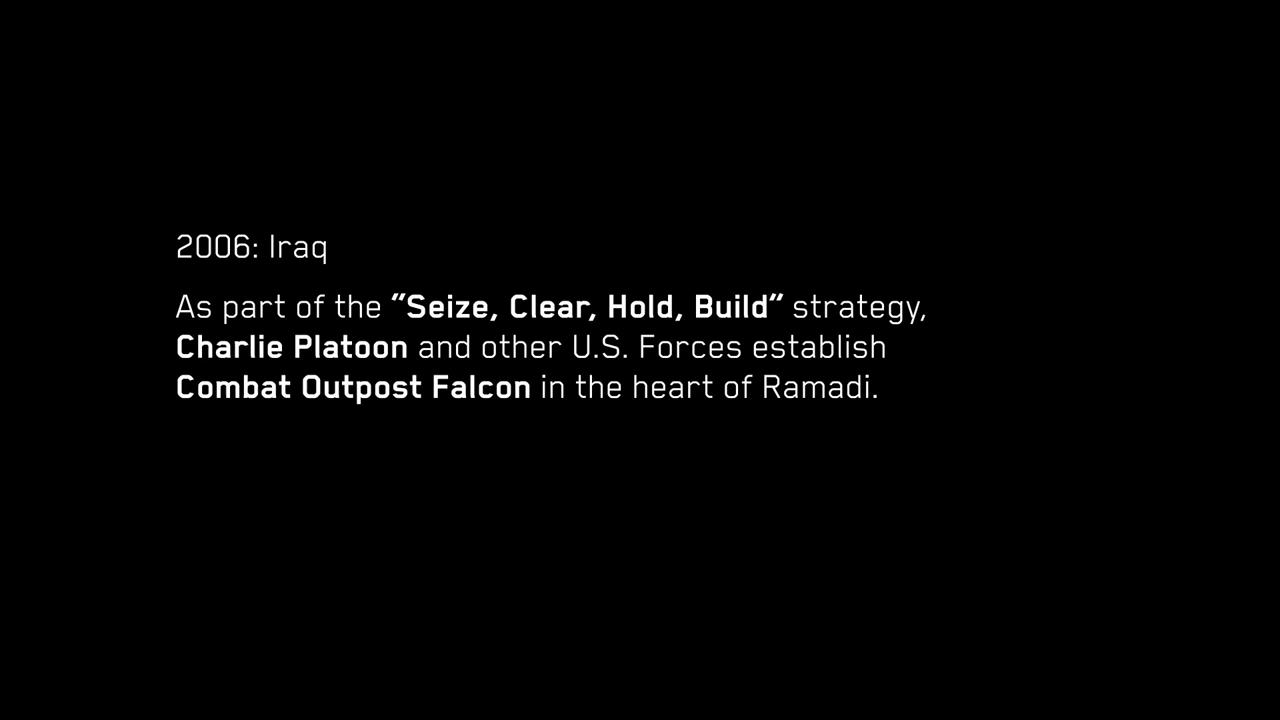 2006: Iraq
As part of the "Seize, Clear, Hold, Build" strategy,
Charlie Platoon and other U.S. Forces establish
Combat Outpost Falcon in the heart of Ramadi.